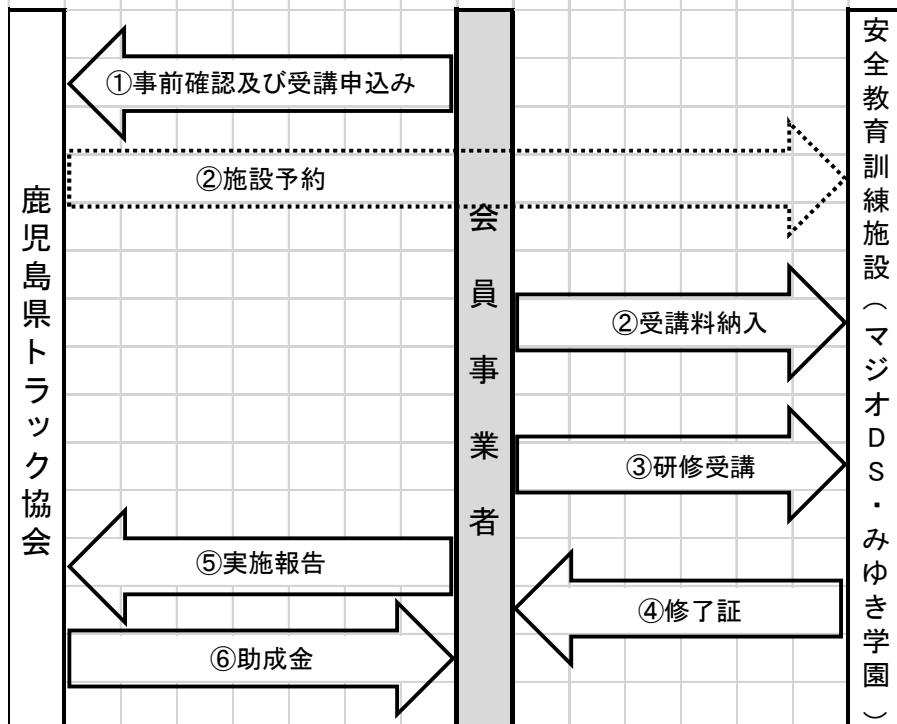 鹿児島県トラック協会
会員事業者
安全教育訓練施設（マジオDS・みゆき学園）
①事前確認及び受講申込み
②施設予約
②受講料納入
③研修受講
④修了証
⑤実施報告
⑥助成金